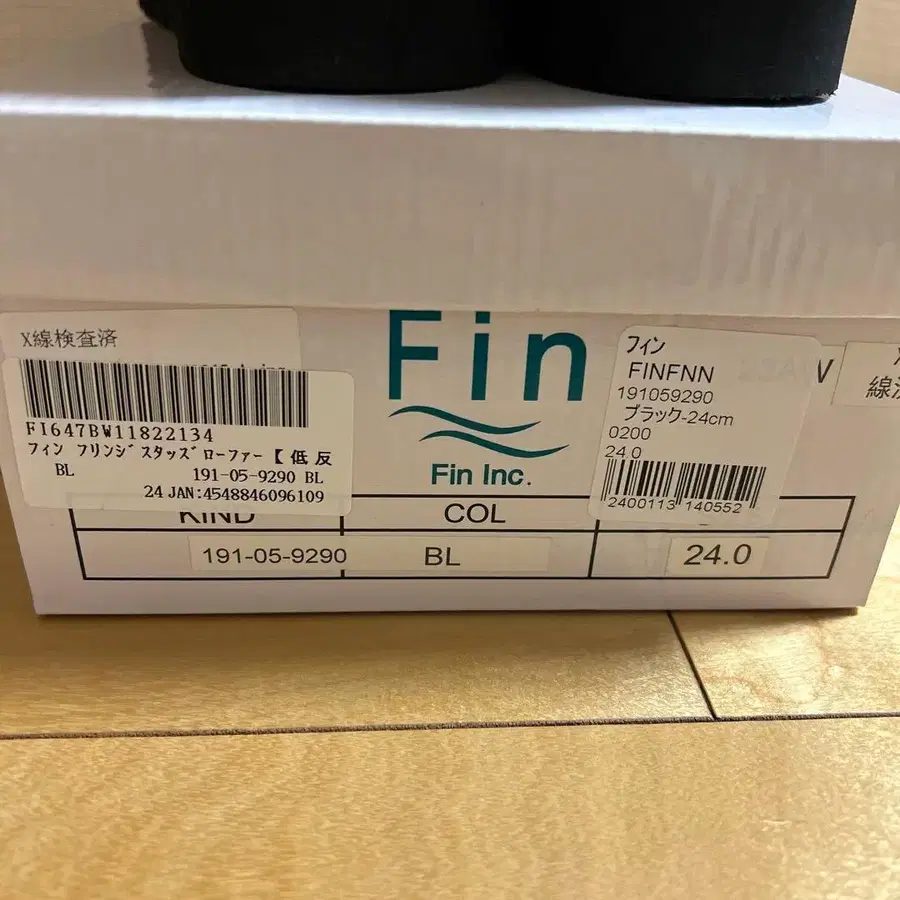 X線検査済
FI647BW11822134
フィン フリンジスタッズローファー【低反
BL 191-05-9290 BL
24 JAN:4548846096109
Fin
Fin Inc.
フィン
FINFNN
191059290
ブラック-24cm
0200
24.0
2400113 140552
KIND COL
191-05-9290 BL 24.0